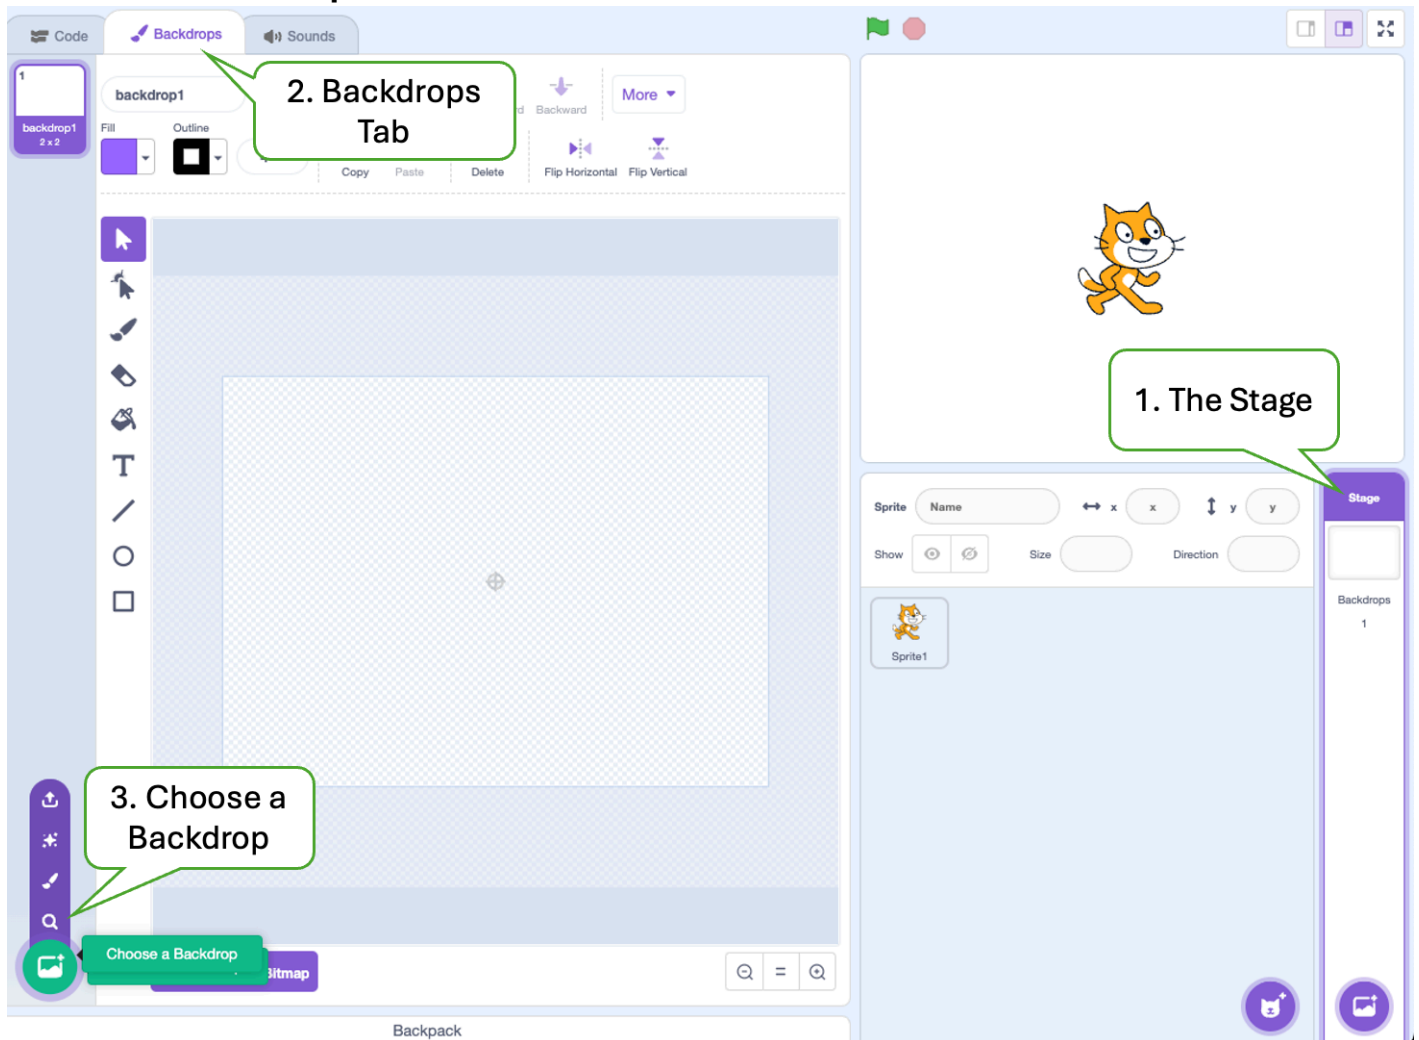 Code
Backdrops
Sounds
1
backdrop1
2 x 2
backdrop1
2. Backdrops
Tab
Backward
More
Fill
Outline
Copy
Paste
Delete
Flip Horizontal
Flip Vertical
T
1. The Stage
Sprite
Name
x
x
y
y
Show
Size
Direction
Stage
Backdrops
1
Sprite1
3. Choose a
Backdrop
Choose a Backdrop
Bitmap
=
Backpack